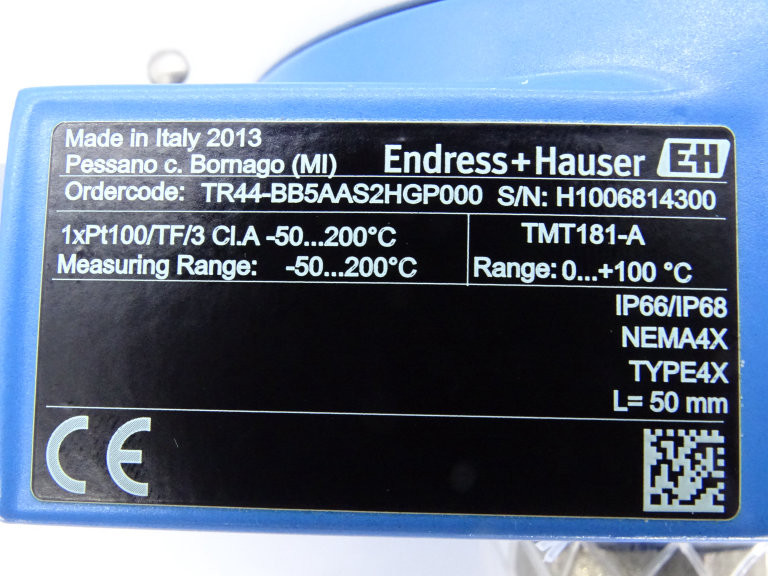 Made in Italy 2013
Pessano c. Bornago (MI)
Endress+Hauser EH
Ordercode: TR44-BB5AAS2HGP000 S/N: H1006814300
1xPt100/TF/3 Cl.A -50...200°C
Measuring Range: -50...200°C
TMT181-A
Range: 0...+100 °C
IP66/IP68
NEMA4X
TYPE4X
L= 50 mm
CE